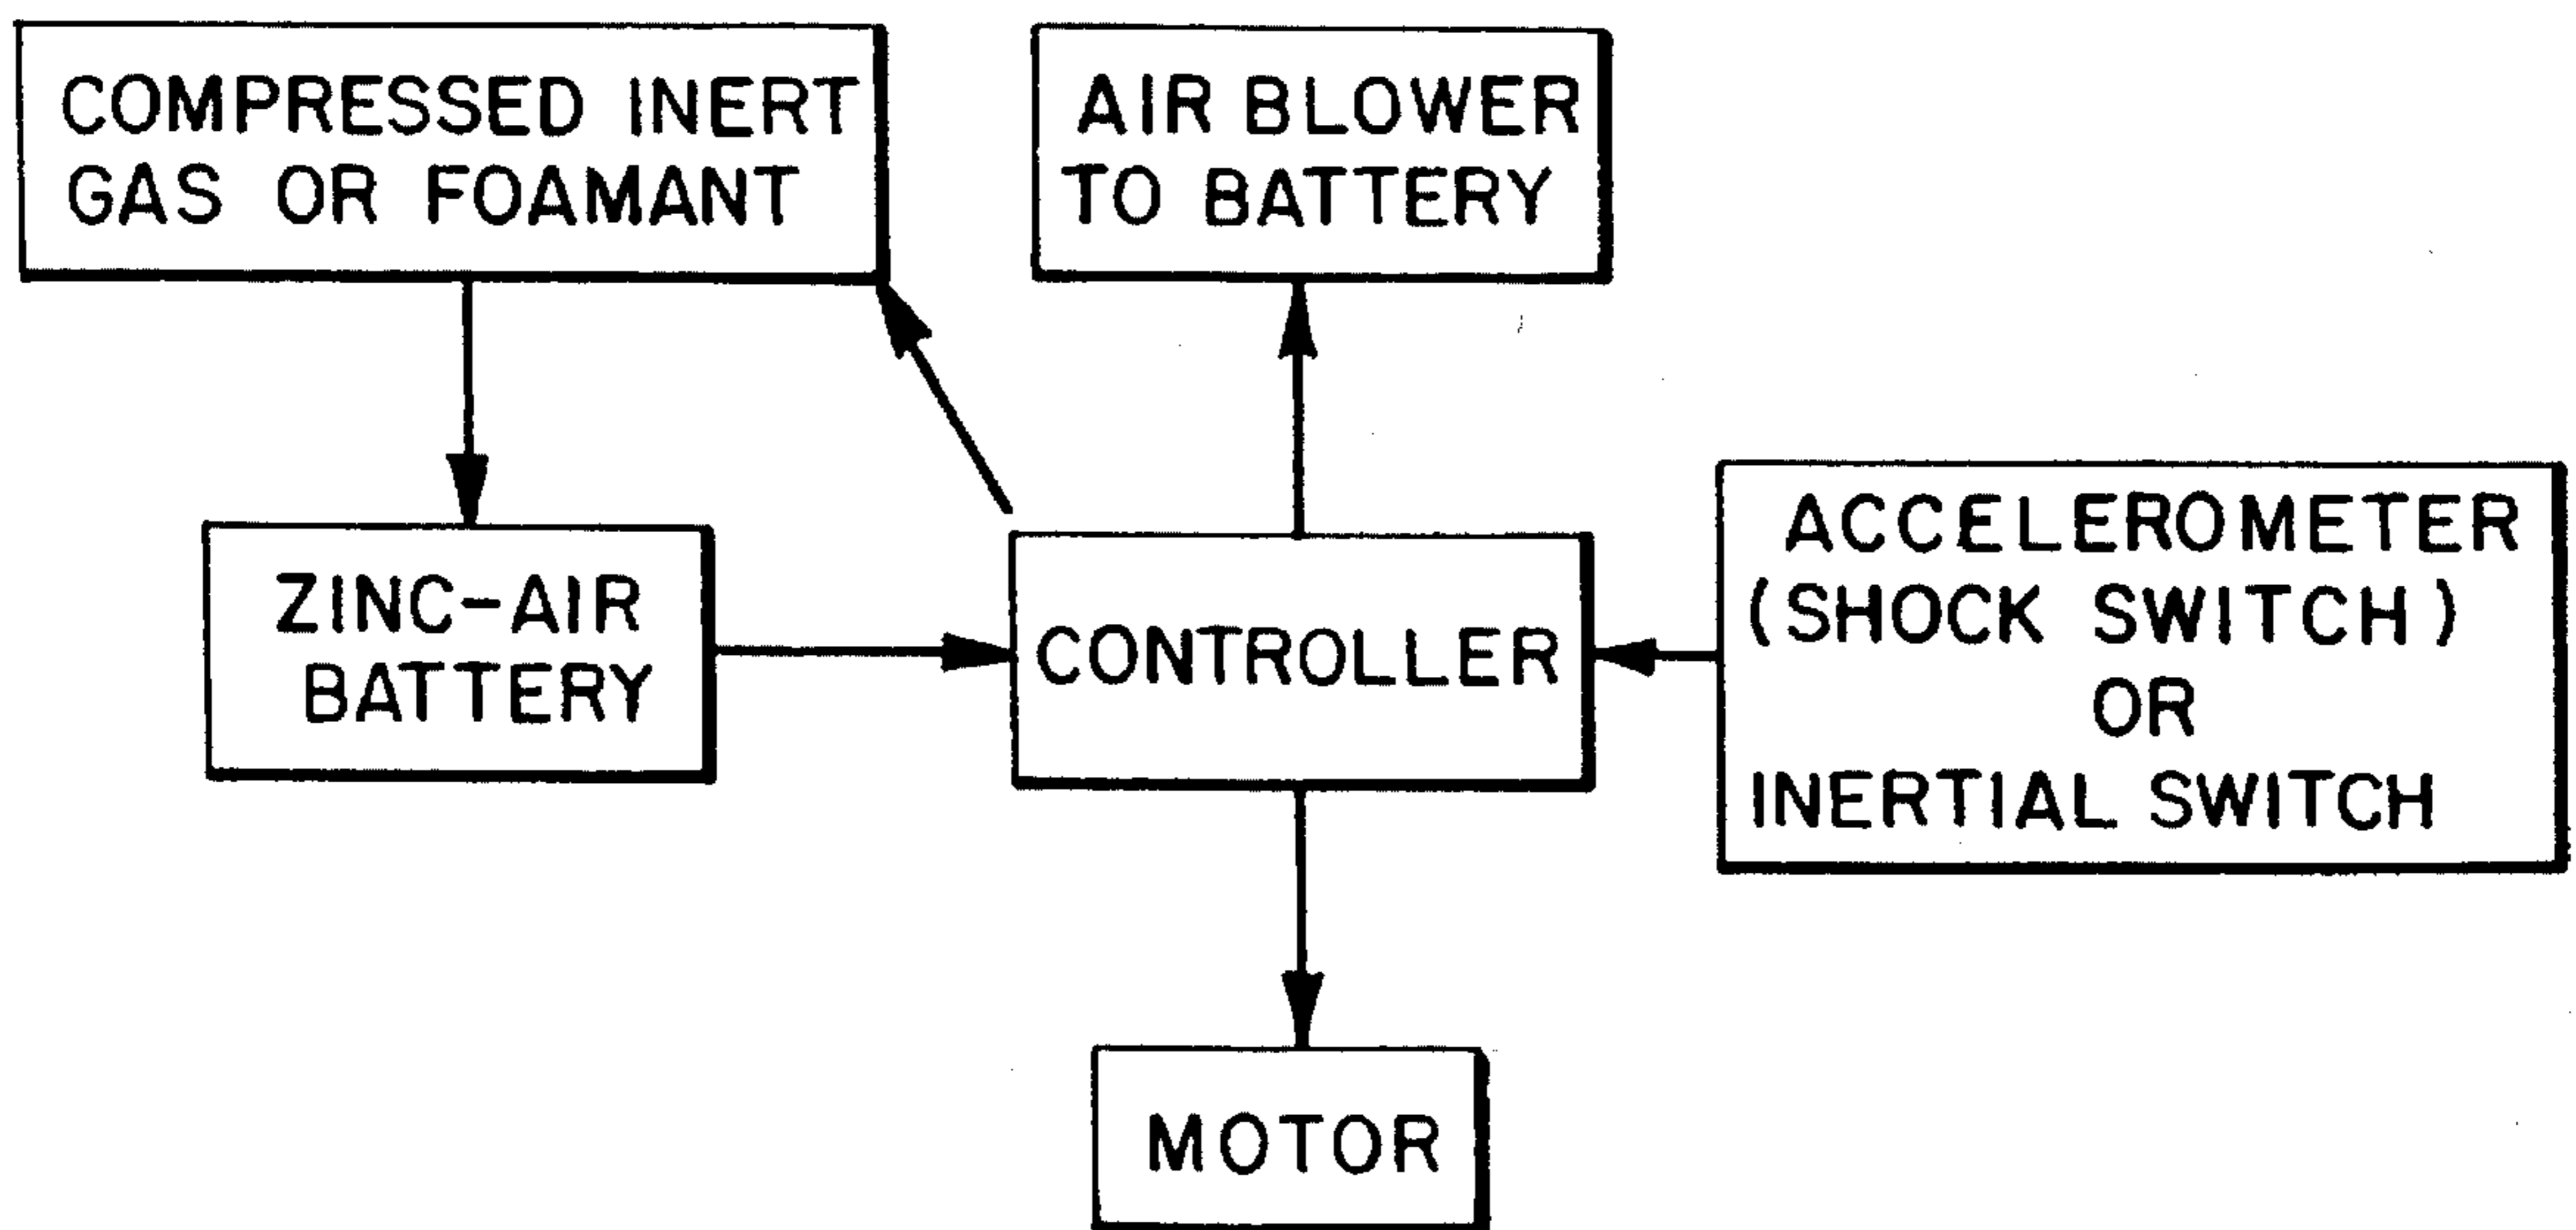 COMPRESSED INERT
GAS OR FOAMANT
AIR BLOWER
TO BATTERY
ZINC-AIR
BATTERY
CONTROLLER
ACCELEROMETER
(SHOCK SWITCH)
OR
INERTIAL SWITCH
MOTOR